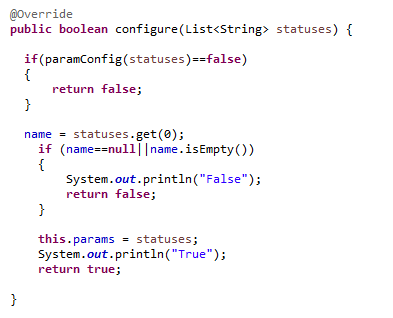 @Override
public boolean configure(List<String> statuses) {
if(paramConfig(statuses)==false)
{
return false;
}
name = statuses.get(0);
if (name==null||name.isEmpty())
{
System.out.println("False");
return false;
}
this.params = statuses;
System.out.println("True");
return true;
}